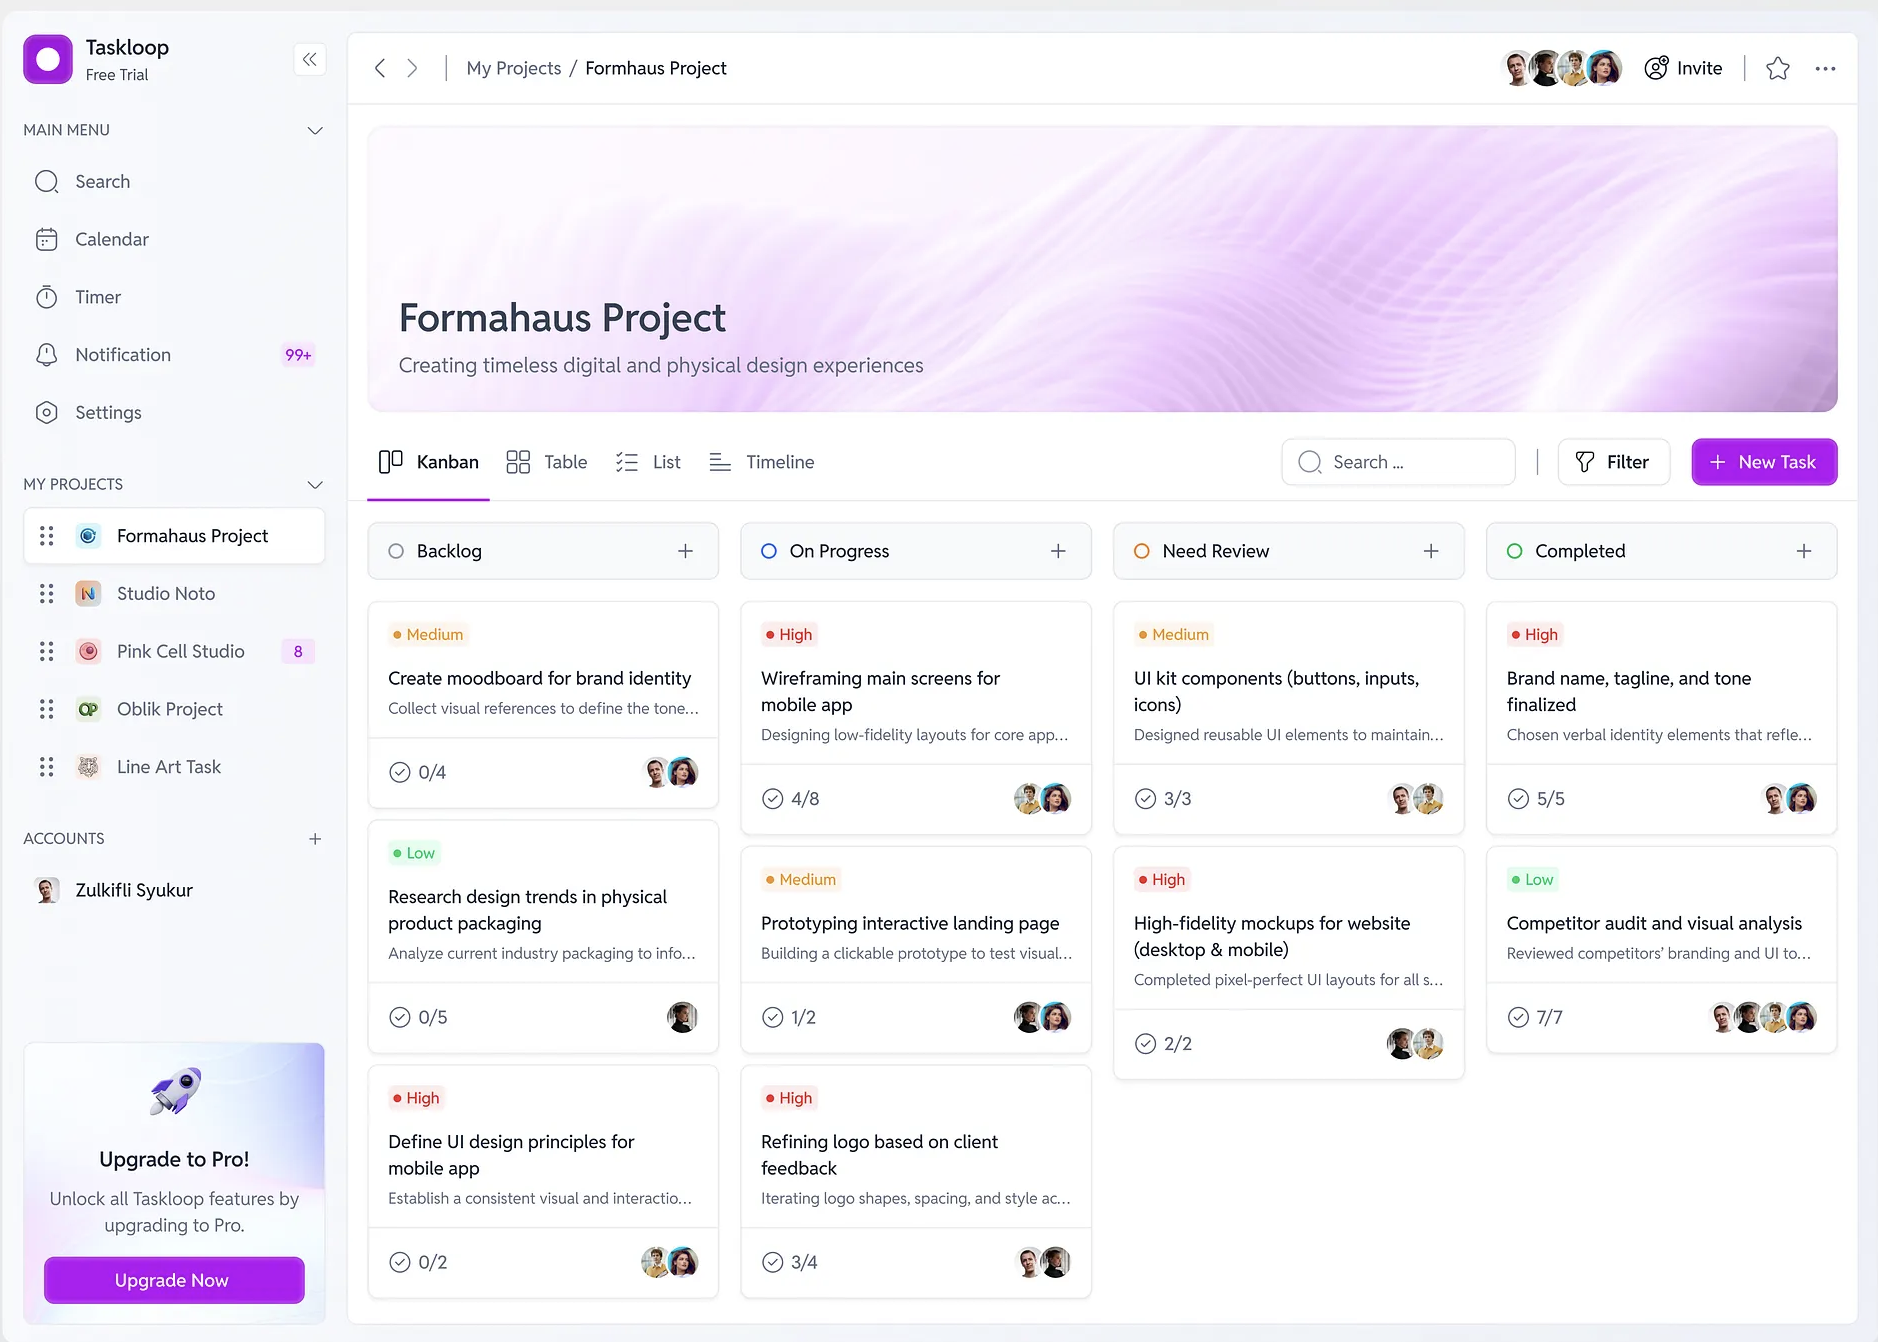 Taskloop
Free Trial
MAIN MENU
Search
Calendar
Timer
Notification
99+
Settings
MY PROJECTS
Formahaus Project
Studio Noto
Pink Cell Studio
8
Oblik Project
Line Art Task
ACCOUNTS
Zulkifli Syukur
Upgrade to Pro!
Unlock all Taskloop features by
upgrading to Pro.
Upgrade Now
My Projects / Formhaus Project
Invite
Formahaus Project
Creating timeless digital and physical design experiences
Kanban
Table
List
Timeline
Search ...
Filter
New Task
Backlog
Medium
Create moodboard for brand identity
Collect visual references to define the tone...
0/4
Low
Research design trends in physical
product packaging
Analyze current industry packaging to info...
0/5
High
Define UI design principles for
mobile app
Establish a consistent visual and interactio...
0/2
On Progress
High
Wireframing main screens for
mobile app
Designing low-fidelity layouts for core app...
4/8
Medium
Prototyping interactive landing page
Building a clickable prototype to test visual...
1/2
High
Refining logo based on client
feedback
Iterating logo shapes, spacing, and style ac...
3/4
Need Review
Medium
UI kit components (buttons, inputs,
icons)
Designed reusable UI elements to maintain...
3/3
High
High-fidelity mockups for website
(desktop & mobile)
Completed pixel-perfect UI layouts for all s...
2/2
Completed
High
Brand name, tagline, and tone
finalized
Chosen verbal identity elements that refle...
5/5
Low
Competitor audit and visual analysis
Reviewed competitors’ branding and UI to...
7/7